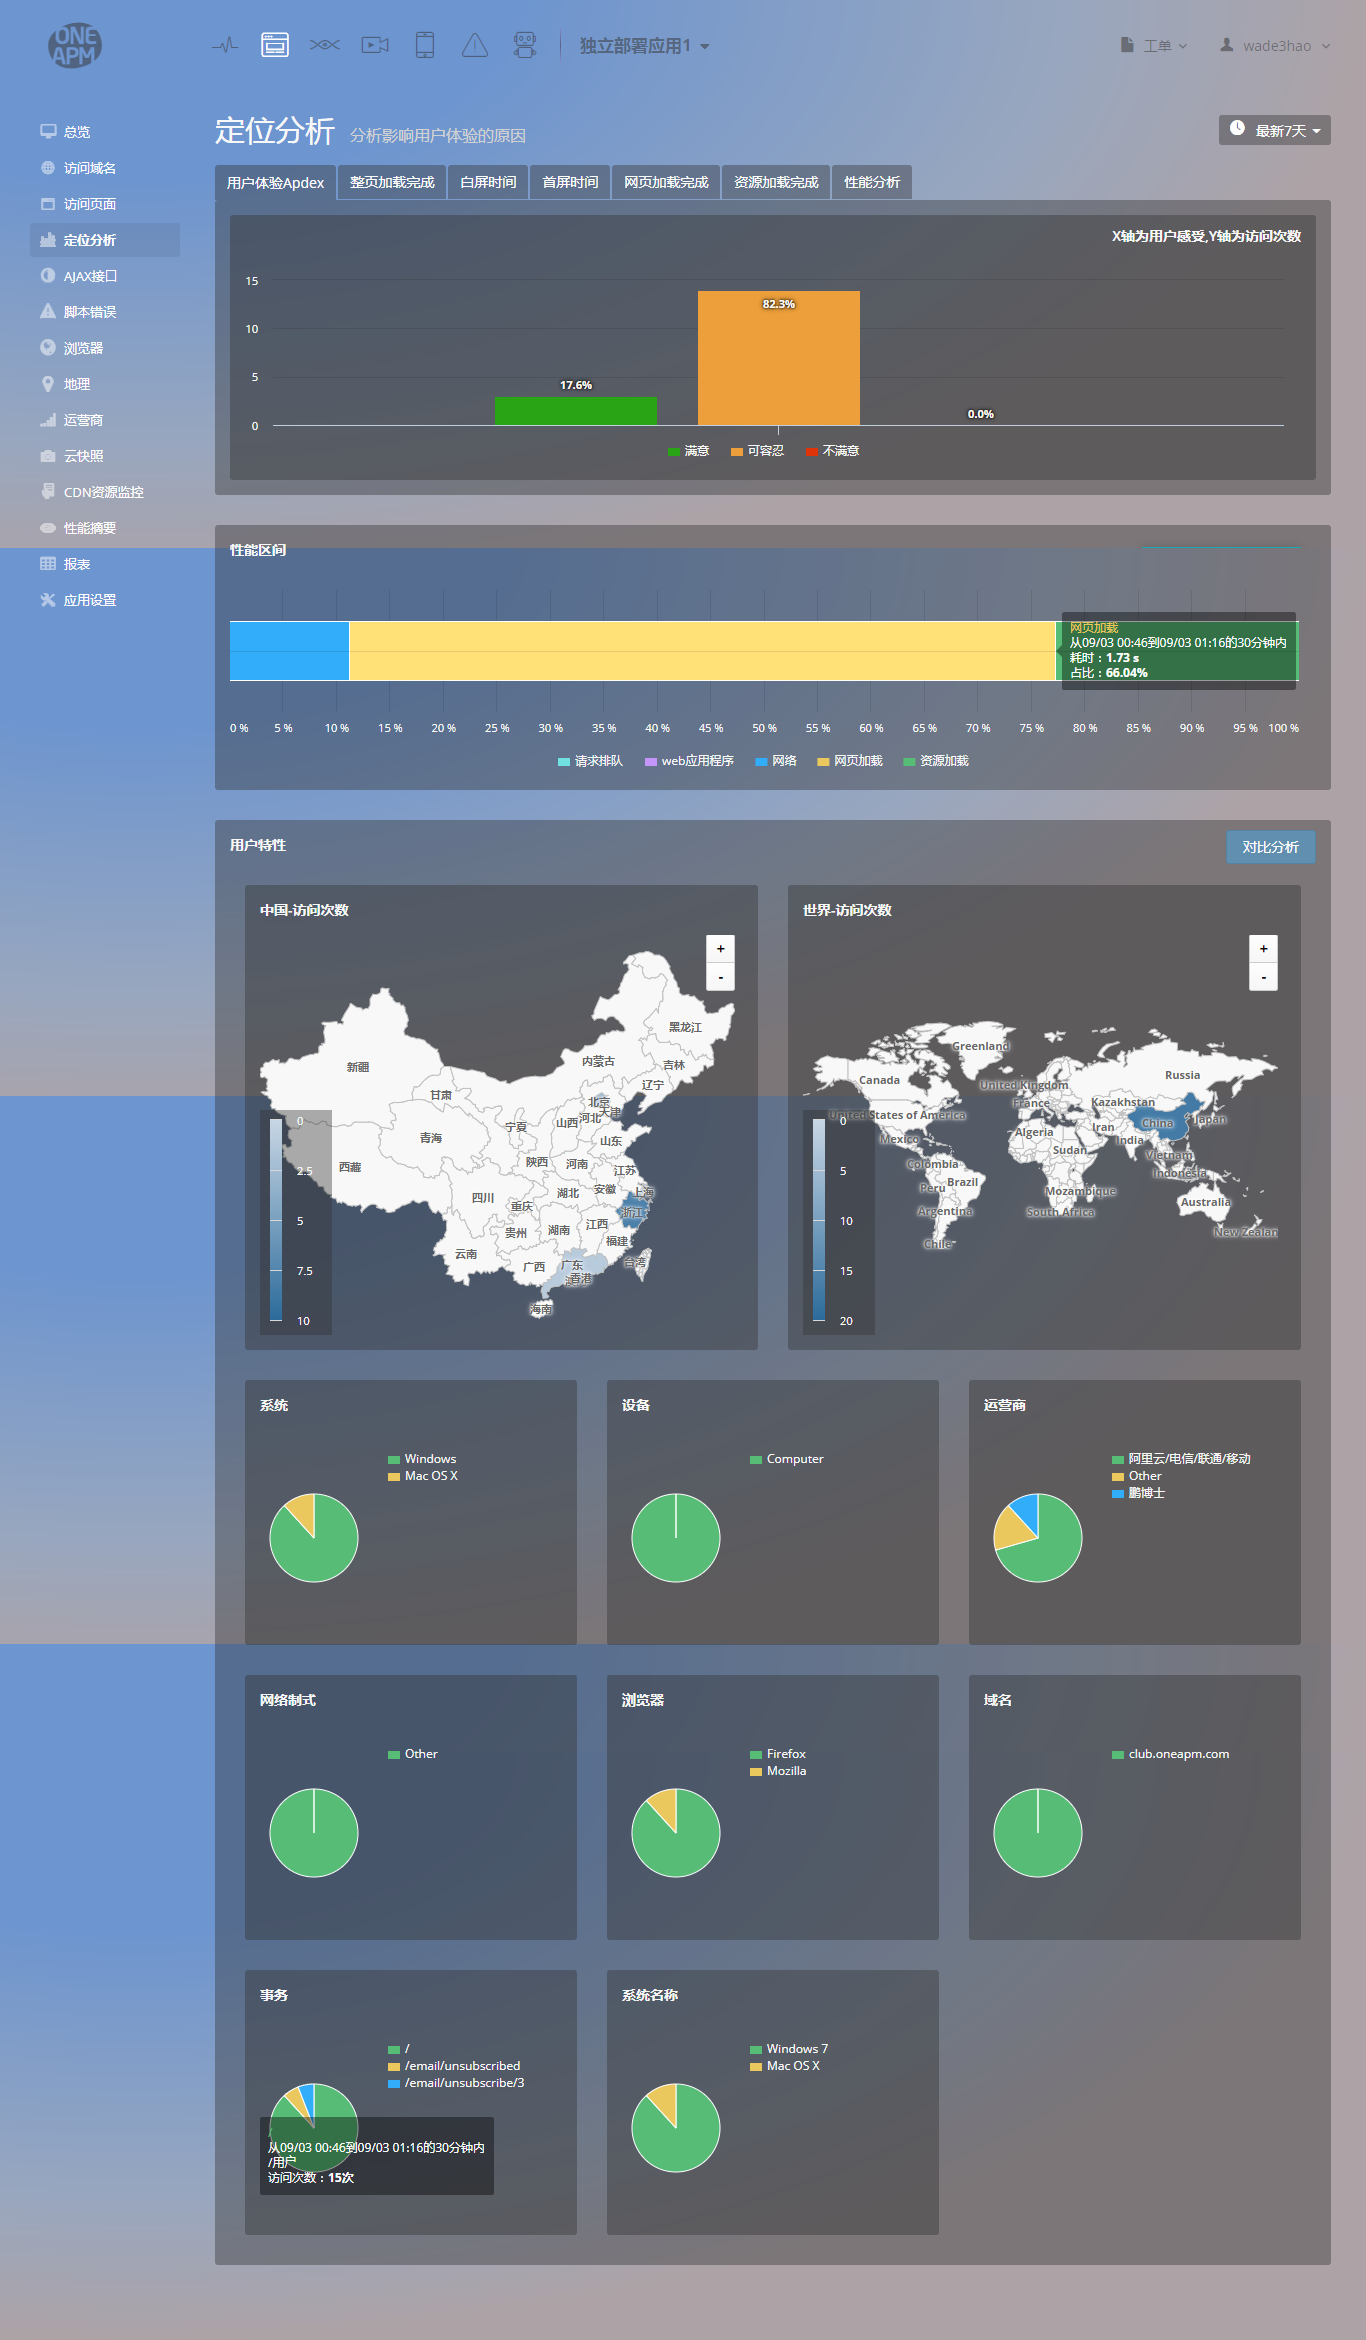 ONE
APM
独立部署应用1
工单
wade3hao
总览
访问域名
访问页面
定位分析
AJAX接口
脚本错误
浏览器
地理
运营商
云快照
CDN资源监控
性能摘要
报表
应用设置
定位分析 分析影响用户体验的原因
最新7天
用户体验Apdex 整页加载完成 白屏时间 首屏时间 网页加载完成 资源加载完成 性能分析
X轴为用户感受,Y轴为访问次数
15
10
5
0
17.6%
82.3%
0.0%
满意 可容忍 不满意
性能区间
网页加载
从09/03 00:46到09/03 01:16的30分钟内
耗时：1.73 s
占比：66.04%
0 % 5 % 10 % 15 % 20 % 25 % 30 % 35 % 40 % 45 % 50 % 55 % 60 % 65 % 70 % 75 % 80 % 85 % 90 % 95 % 100 %
请求排队 web应用程序 网络 网页加载 资源加载
用户特性
对比分析
中国-访问次数
+
-
黑龙江
内蒙古
吉林
新疆
辽宁
甘肃
北京
天津
河北
山西
宁夏
青海
山东
陕西
河南
西藏
江苏
安徽
上海
湖北
四川
重庆
浙江
江西
湖南
贵州
福建
云南
台湾
广东
广西
香港
海南
0
2.5
5
7.5
10
世界-访问次数
+
-
Greenland
Russia
Canada
United Kingdom
France
Kazakhstan
United States of America
Japan
China
Iran
Algeria
Mexico
India
Sudan
Vietnam
Colombia
Indonesia
Brazil
Peru
Mozambique
Australia
Argentina
South Africa
New Zealan
Chile
0
5
10
15
20
系统
Windows
Mac OS X
设备
Computer
运营商
阿里云/电信/联通/移动
Other
鹏博士
网络制式
Other
浏览器
Firefox
Mozilla
域名
club.oneapm.com
事务
/
/email/unsubscribed
/email/unsubscribe/3
/
从09/03 00:46到09/03 01:16的30分钟内
/用户
访问次数：15次
系统名称
Windows 7
Mac OS X